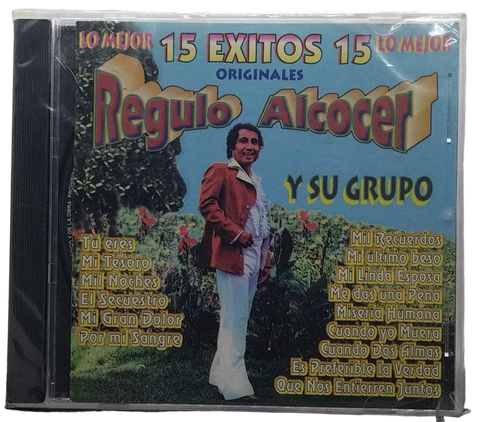 LO MEJOR 15 EXITOS 15 LO MEJOR
ORIGINALES
Regulo Alcocer
Y SU GRUPO
Tú eres
Mi Tesoro
Mil Noches
El Secuestro
Mi Gran Dolor
Por mi Sangre
Mil Recuerdos
Mi último beso
Mi Linda Esposa
Me das una Pena
Miseria Humana
Cuando yo Muera
Cuando Dos Almas
Es Preferible la Verdad
Que Nos Entierren Juntos